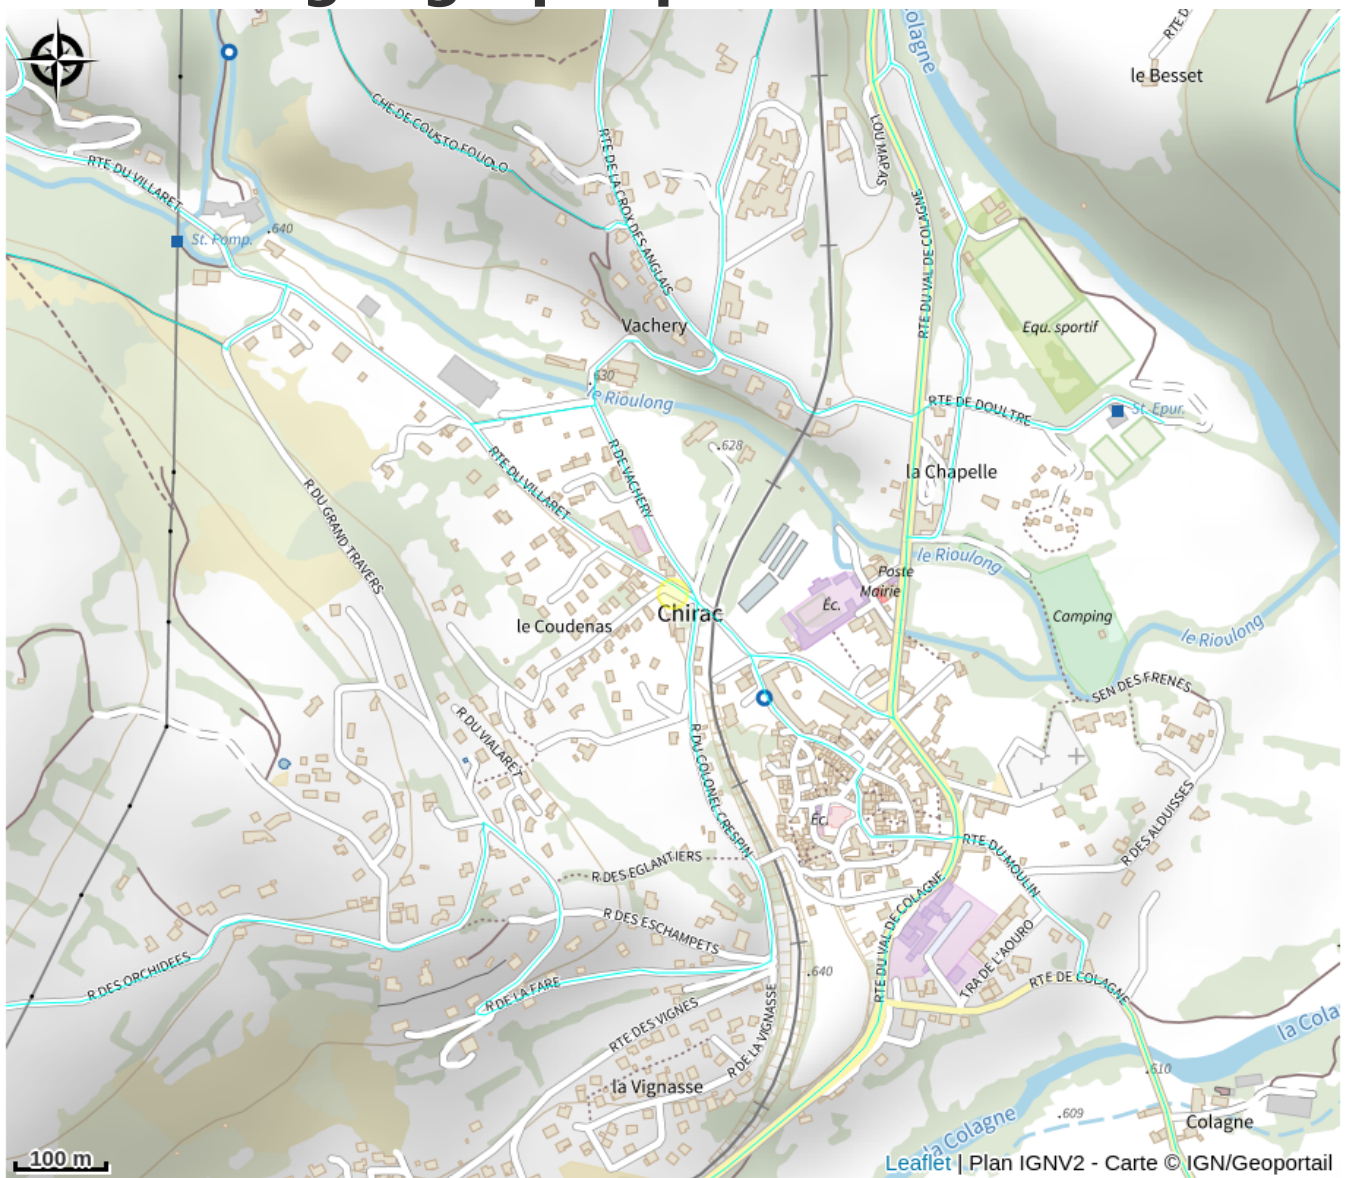 le Besset
RTE D
Colagne
CHE DE COUSTO FOUOLO
RTE DE LA CROX DES ANGLAIS
LOU MAPAS
RTE DU VILLARET
St. Pomp.
.640
RTE DU VAL DE COLAGNE
Equ. sportif
Vachery
.630
le Rioulong
RTE DE DOULTRE
St. Epur.
.628
la Chapelle
RTE DU VILLARET
R DE VACHERY
R DU GRAND TRAVERS
le Rioulong
Poste
Mairie
Éc.
Chirac
le Coudenas
Camping
le Rioulong
SEN DES FRENES
R DU VIALARET
R DU COLONEL CRESPIN
Éc.
R DES ALDUISSES
RTE DU MOULIN
R DES EGLANTIERS
R DES ESCHAMPETS
RTE DU VAL DE COLAGNE
TRA DE L'AOURO
.640
R DES ORCHIDEES
R DE LA FARE
RTE DE COLAGNE
RTE DES VIGNES
R DE LA VIGNASSE
la Cola
la Vignasse
.610
.609
Colagne
la Colagne
100 m
Leaflet | Plan IGNV2 - Carte © IGN/Geoportail